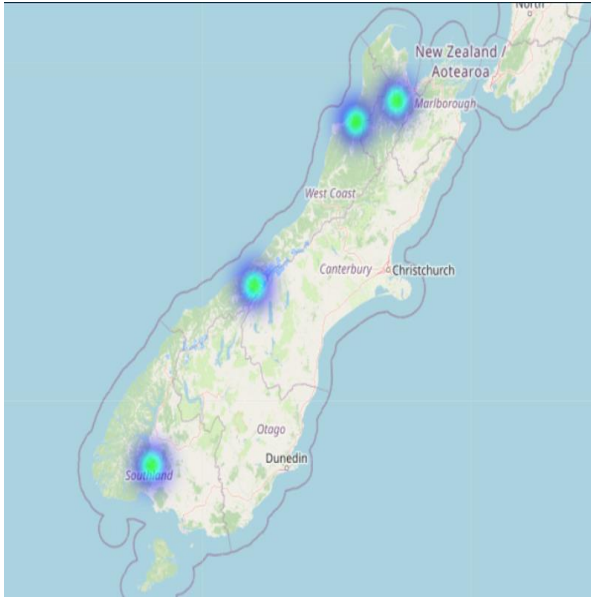 North
New Zealand /
Aotearoa
Marlborough
West Coast
Canterbury
Christchurch
Otago
Dunedin
Southland